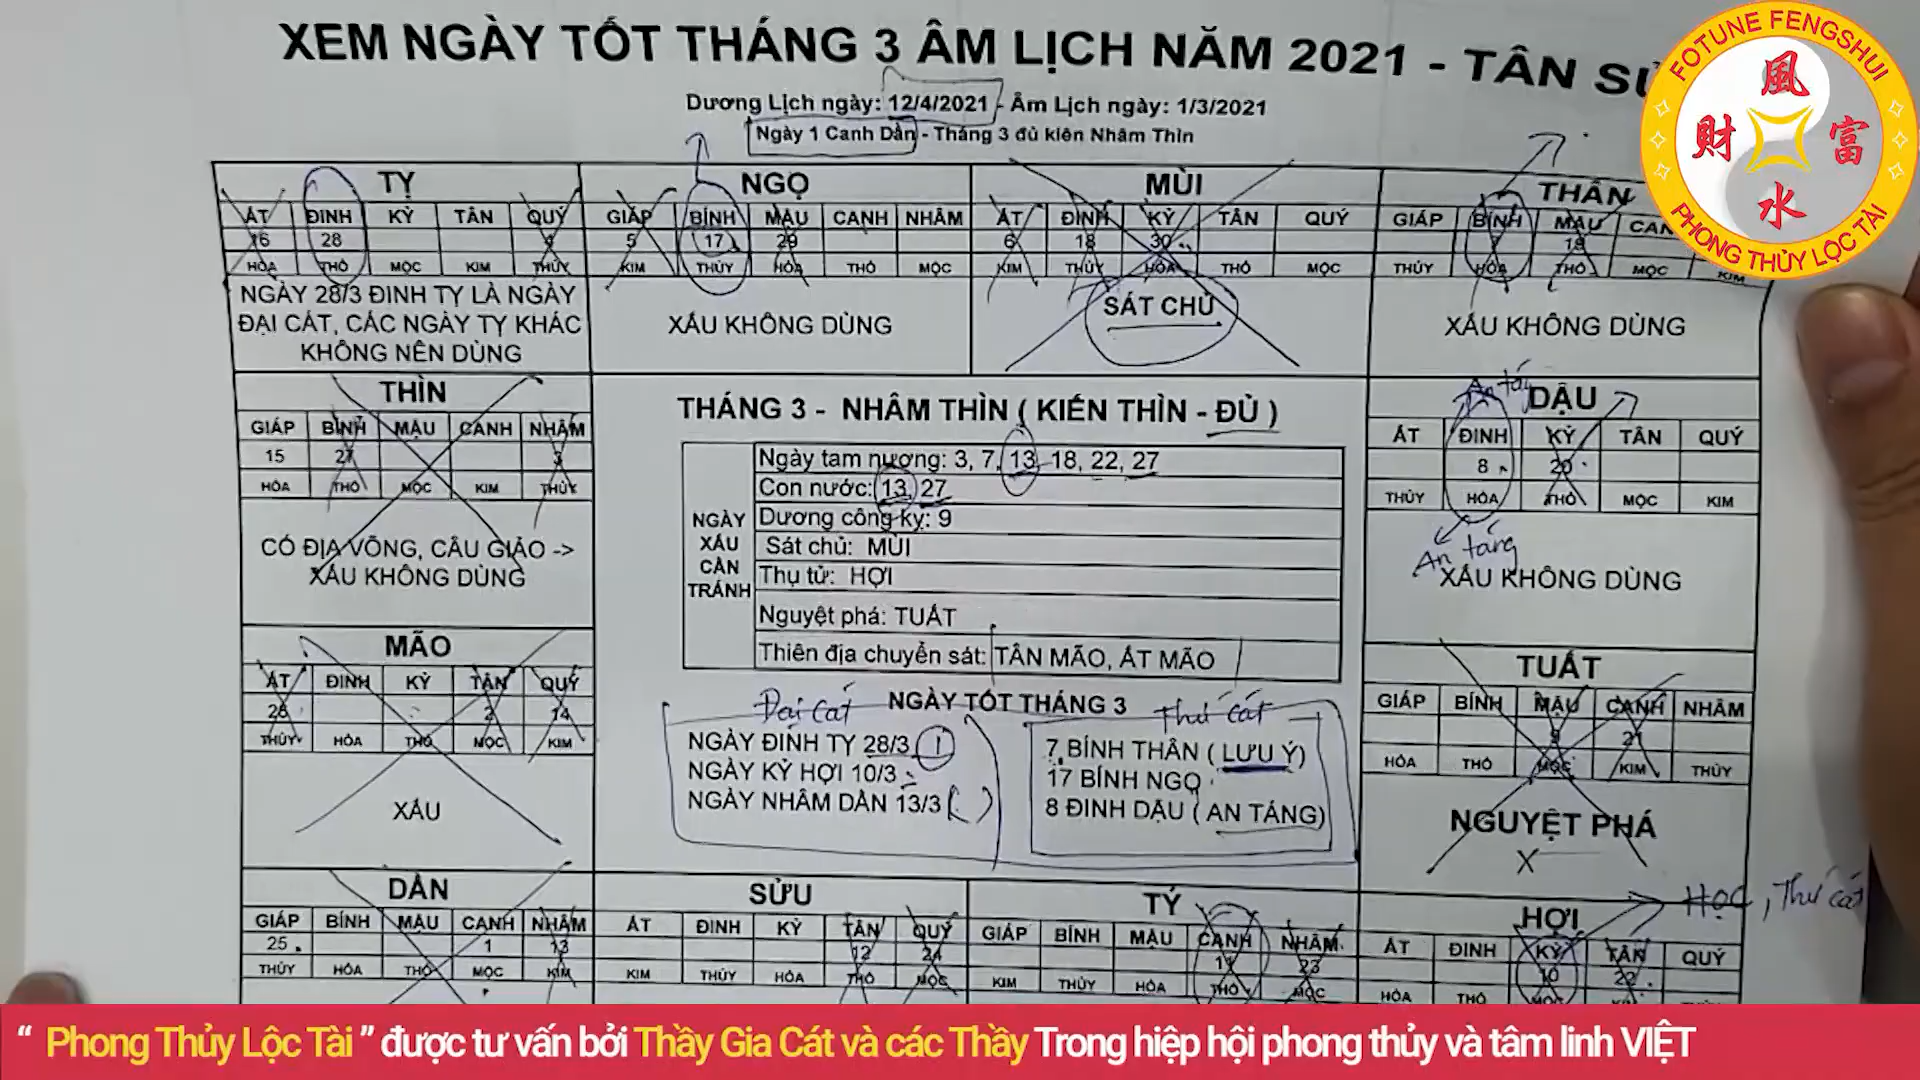 XEM NGÀY TỐT THÁNG 3 ÂM LỊCH NĂM 2021 - TÂN
Dương Lịch ngày: 12/4/2021 - Âm Lịch ngày: 1/3/2021
Ngày 1 Canh Dần - Tháng 3 đủ kiên Nhâm Thìn
FOTUNE FENGSHUI
風
財 富
水
PHONG THỦY LỘC TÀI
TỴ
ẤT ĐINH KỶ TÂN QUÝ
16 28 4
HỎA THỔ MỘC KIM THỦY
NGÀY 28/3 ĐINH TỴ LÀ NGÀY
ĐẠI CÁT, CÁC NGÀY TỴ KHÁC
KHÔNG NÊN DÙNG
NGỌ
GIÁP BÍNH MẬU CANH NHÂM
5 17 29
KIM THỦY HỎA THỔ MỘC
XẤU KHÔNG DÙNG
MÙI
ẤT ĐINH KỶ TÂN QUÝ
6 18 30
KIM THỦY HỎA THỔ MỘC
SÁT CHỦ
THÂN
GIÁP BÍNH MẬU
7 19
THỦY HỎA THỔ MỘC KIM
XẤU KHÔNG DÙNG
THÌN
GIÁP BÍNH MẬU CANH NHÂM
15 27 3
HỎA THỔ MỘC KIM THỦY
CÓ ĐỊA VÕNG, CÂU GIẢO ->
XẤU KHÔNG DÙNG
THÁNG 3 - NHÂM THÌN ( KIẾN THÌN - ĐỦ )
NGÀY
XẤU
CẦN
TRÁNH
Ngày tam nương: 3, 7, 13, 18, 22, 27
Con nước: 13, 27
Dương công kỵ: 9
Sát chủ: MÙI
Thụ tử: HỢI
Nguyệt phá: TUẤT
Thiên địa chuyển sát: TÂN MÃO, ẤT MÃO
An táng
DẬU
ẤT ĐINH KỶ TÂN QUÝ
8 20
THỦY HỎA THỔ MỘC KIM
An táng
XẤU KHÔNG DÙNG
MÃO
ẤT ĐINH KỶ TÂN QUÝ
26 2 14
THỦY HỎA THỔ MỘC KIM
XẤU
Đại cát
NGÀY TỐT THÁNG 3
Thứ cát
NGÀY ĐINH TỴ 28/3 1
NGÀY KỶ HỢI 10/3
NGÀY NHÂM DẦN 13/3
7 BÍNH THÂN ( LƯU Ý)
17 BÍNH NGỌ
8 ĐINH DẬU ( AN TÁNG)
TUẤT
GIÁP BÍNH MẬU CANH NHÂM
9 21
HỎA THỔ MỘC KIM THỦY
NGUYỆT PHÁ
X
DẦN
GIÁP BÍNH MẬU CANH NHÂM
25 1 13
THỦY HỎA THỔ MỘC KIM
SỬU
ẤT ĐINH KỶ TÂN QUÝ
12 24
KIM THỦY HỎA THỔ MỘC
TÝ
GIÁP BÍNH MẬU CANH NHÂM
11 23
KIM THỦY HỎA THỔ MỘC
Học, Thứ cát
HỢI
ẤT ĐINH KỶ TÂN QUÝ
10 22
HỎA THỔ MỘC KIM THỦY
“ Phong Thủy Lộc Tài ” được tư vấn bởi Thầy Gia Cát và các Thầy Trong hiệp hội phong thủy và tâm linh VIỆT